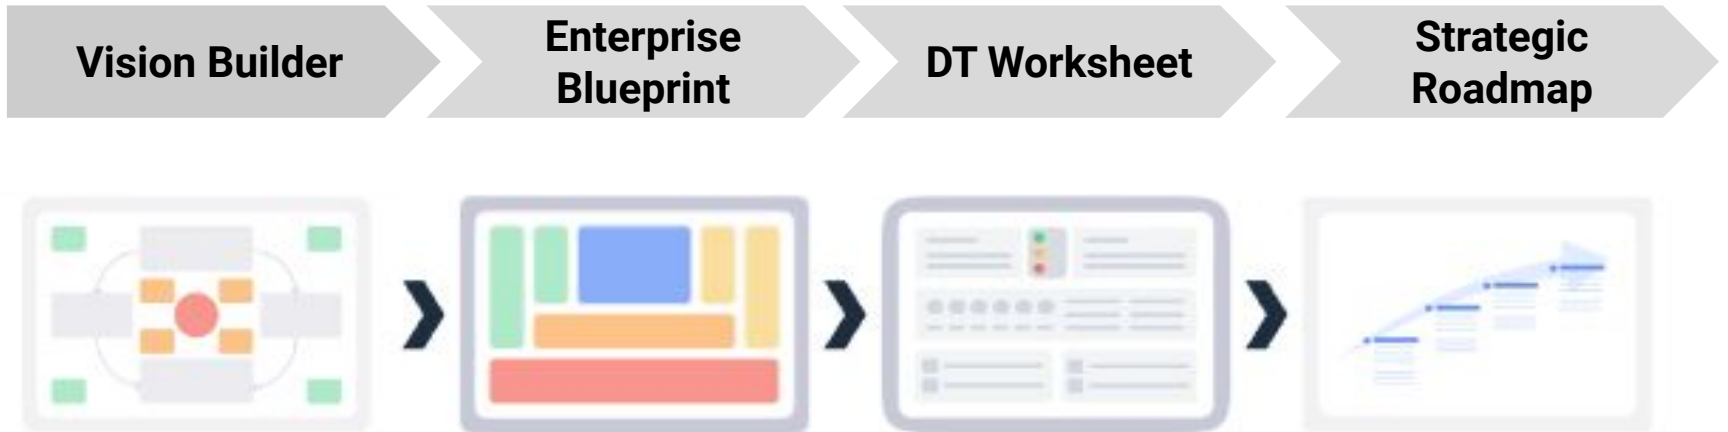 Vision Builder
Enterprise
Blueprint
DT Worksheet
Strategic
Roadmap